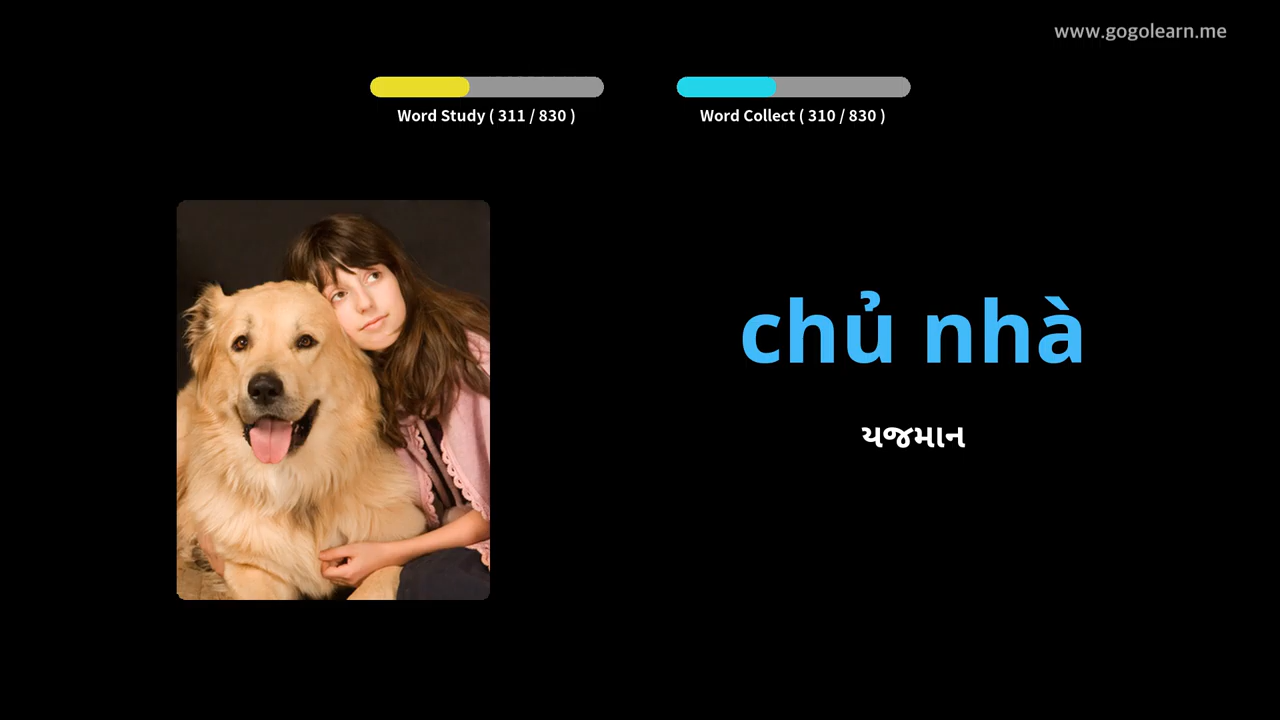 www.gogolearn.me
Word Study ( 311 / 830 )
Word Collect ( 310 / 830 )
chủ nhà
યજમાન